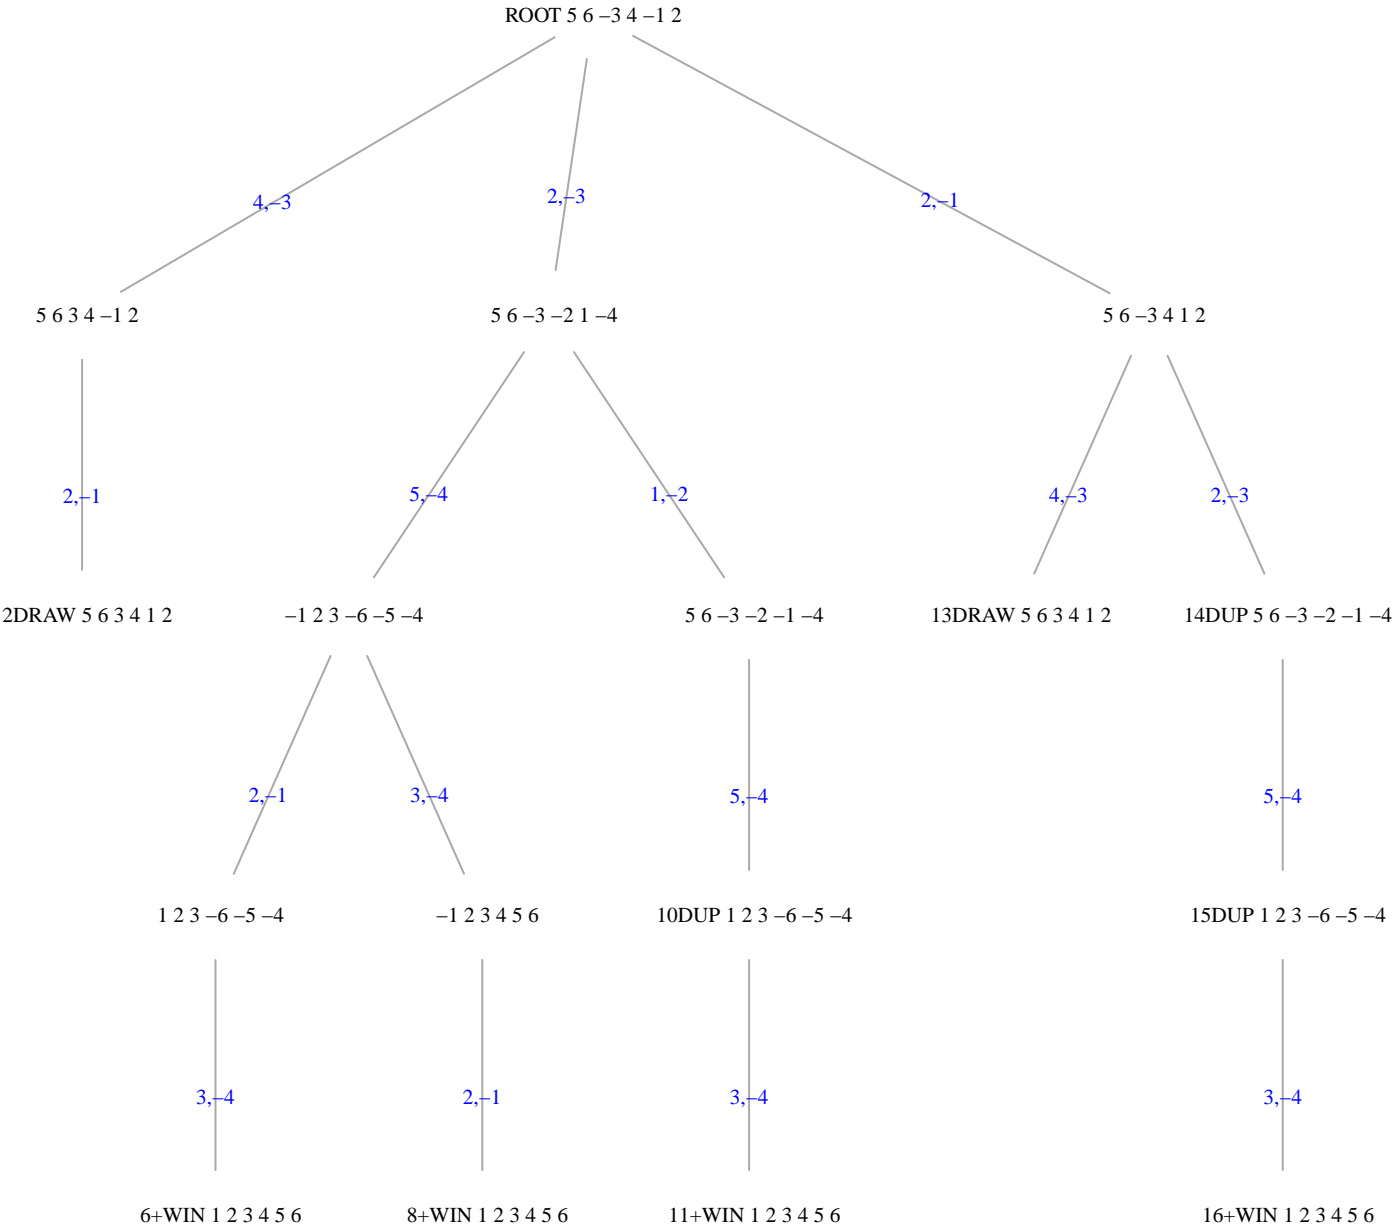 ROOT 5 6 −3 4 −1 2
4,−3
2,−3
2,−1
5 6 3 4 −1 2
5 6 −3 −2 1 −4
5 6 −3 4 1 2
2,−1
5,−4
1,−2
4,−3
2,−3
2DRAW 5 6 3 4 1 2
−1 2 3 −6 −5 −4
5 6 −3 −2 −1 −4
13DRAW 5 6 3 4 1 2
14DUP 5 6 −3 −2 −1 −4
2,−1
3,−4
5,−4
5,−4
1 2 3 −6 −5 −4
−1 2 3 4 5 6
10DUP 1 2 3 −6 −5 −4
15DUP 1 2 3 −6 −5 −4
3,−4
2,−1
3,−4
3,−4
6+WIN 1 2 3 4 5 6
8+WIN 1 2 3 4 5 6
11+WIN 1 2 3 4 5 6
16+WIN 1 2 3 4 5 6